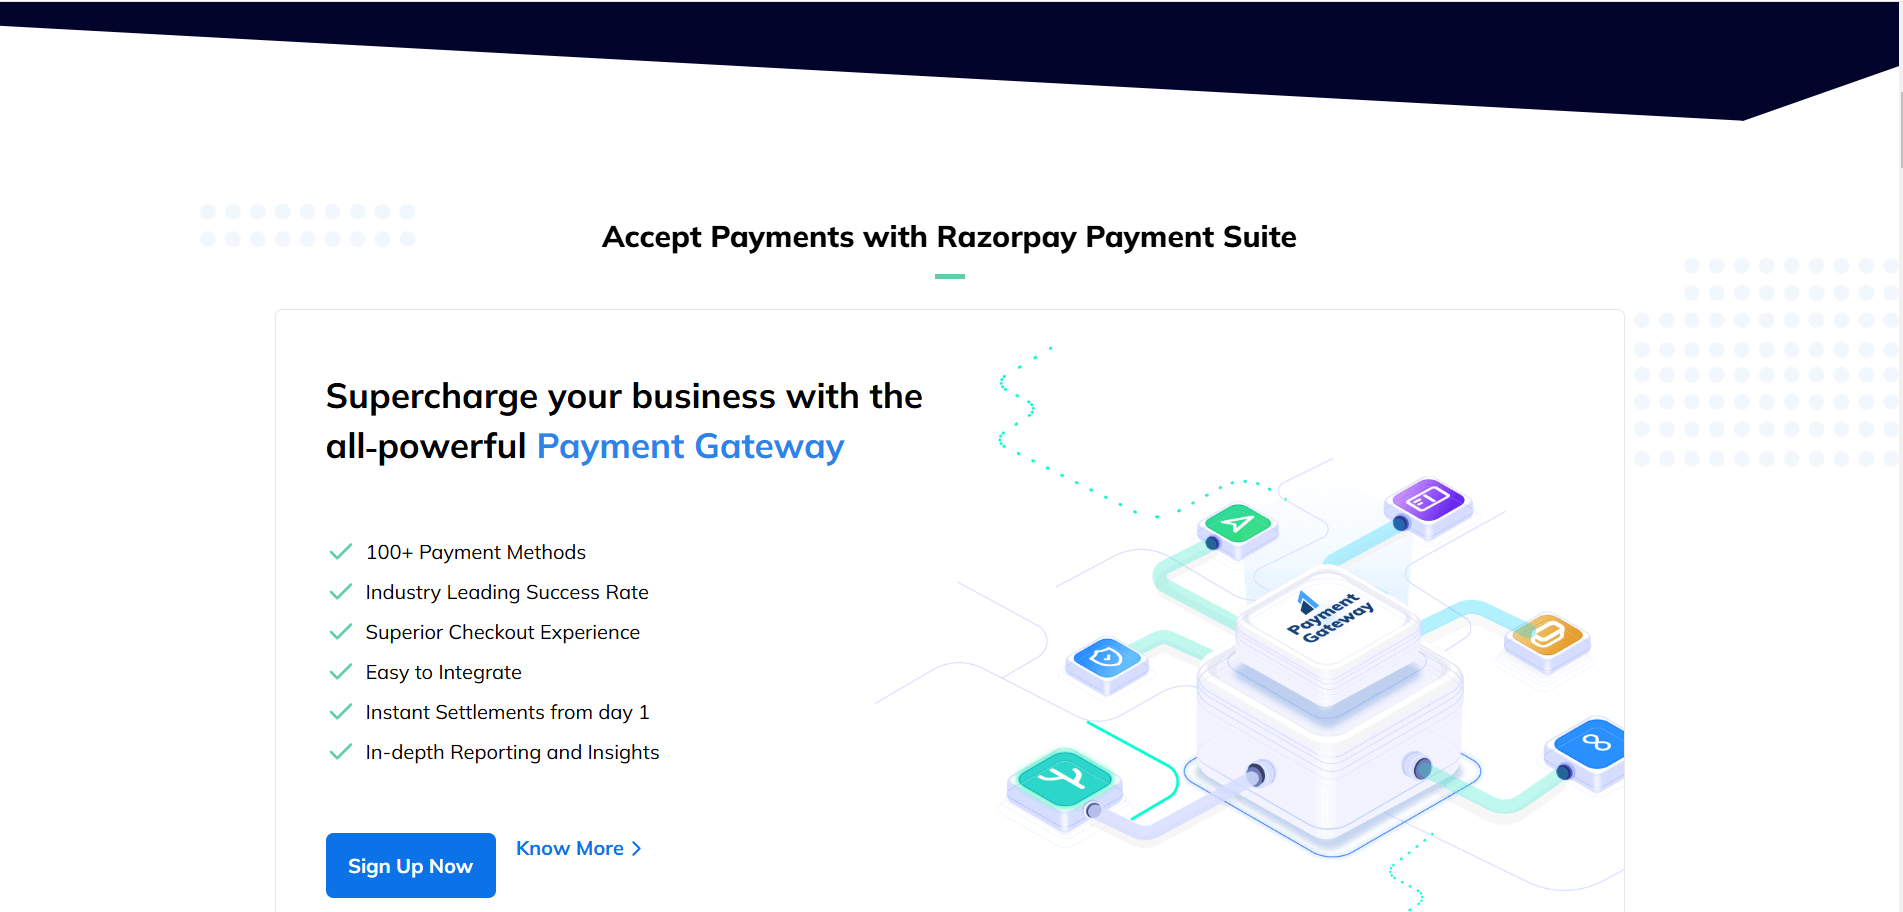 Accept Payments with Razorpay Payment Suite
Supercharge your business with the
all-powerful Payment Gateway
100+ Payment Methods
Industry Leading Success Rate
Superior Checkout Experience
Easy to Integrate
Instant Settlements from day 1
In-depth Reporting and Insights
Sign Up Now
Know More
Payment
Gateway